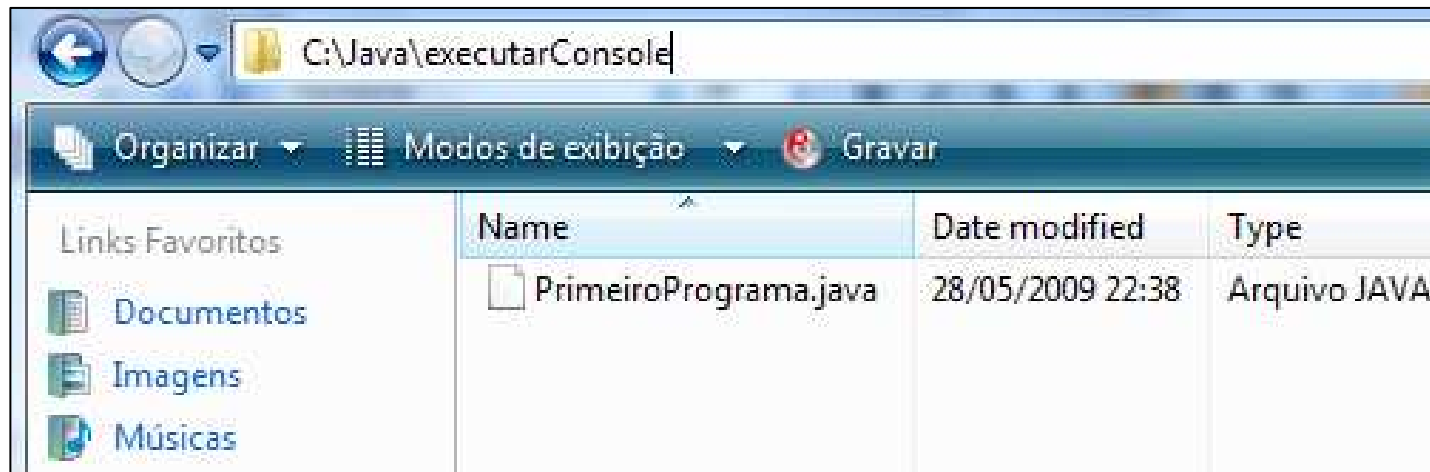 C:\Java\executarConsole
Organizar Modos de exibição Gravar
Links Favoritos
Name Date modified Type
PrimeiroPrograma.java 28/05/2009 22:38 Arquivo JAVA
Documentos
Imagens
Músicas